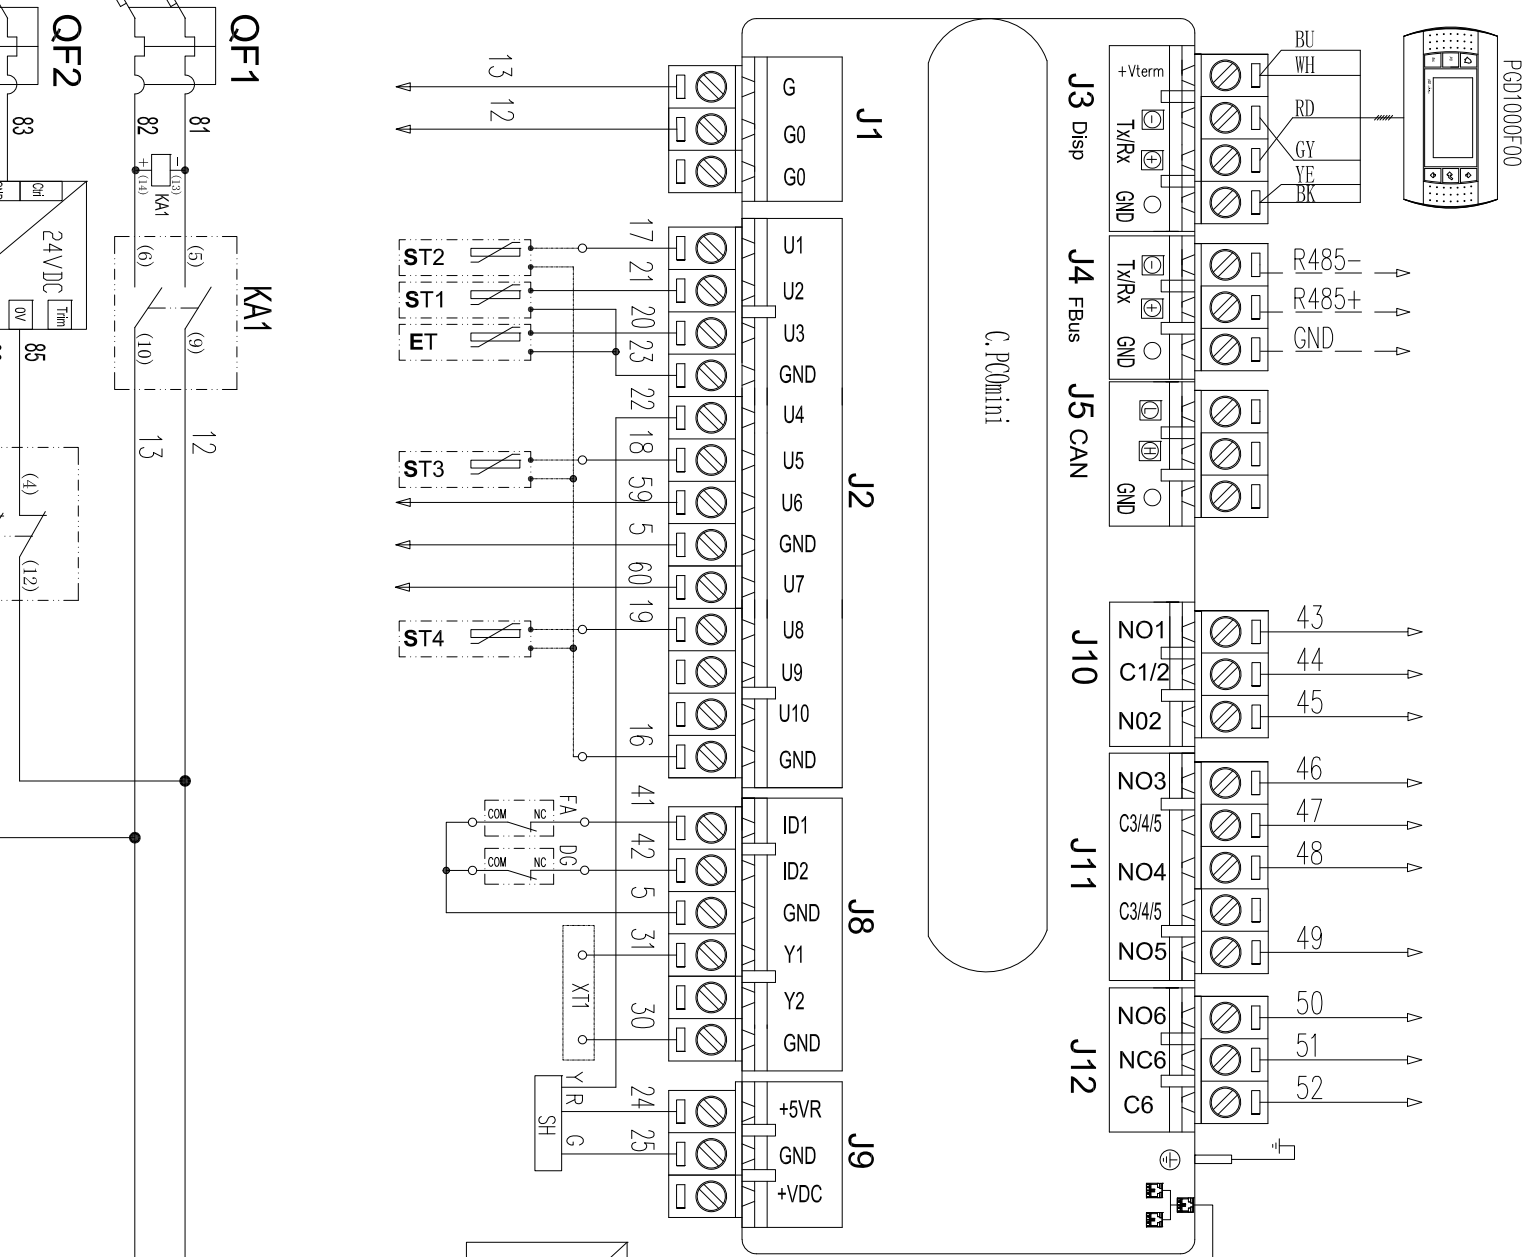 QF2
QF1
83
82
81
+
(14)
KA1
−
(13)
Ctrl
24VDC
Trim
0V
85
(6)
(5)
(10)
(9)
KA1
13
12
(4)
(12)
13
12
G
G0
G0
J1
ST2
ST1
ET
ST3
ST4
17
21
20
23
22
18
59
5
60
19
16
U1
U2
U3
GND
U4
U5
U6
GND
U7
U8
U9
U10
GND
J2
FA
COM NC
DG
COM NC
41
42
5
31
30
XT1
ID1
ID2
GND
Y1
Y2
GND
J8
Y
R
G
SH
24
25
+5VR
GND
+VDC
J9
C.PCOmini
J3 Disp
+Vterm
Tx/Rx
− +
GND
BU
WH
RD
GY
YE
BK
PGD1000F00
J4 FBus
Tx/Rx
− +
GND
R485-
R485+
GND
J5 CAN
L
H
GND
J10
NO1
C1/2
N02
43
44
45
J11
NO3
C3/4/5
NO4
C3/4/5
NO5
46
47
48
49
J12
NO6
NC6
C6
50
51
52